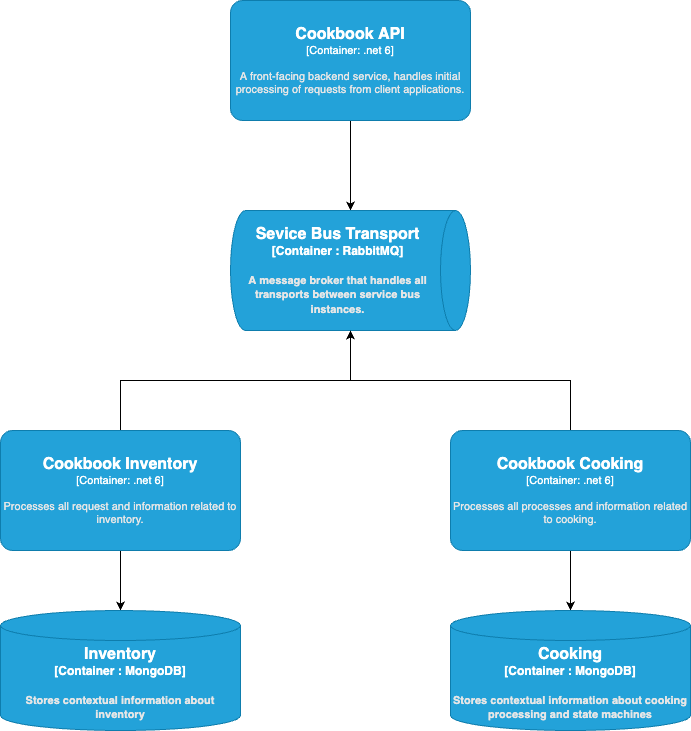 Cookbook API
[Container: .net 6]
A front-facing backend service, handles initial
processing of requests from client applications.
Sevice Bus Transport
[Container : RabbitMQ]
A message broker that handles all
transports between service bus
instances.
Cookbook Inventory
[Container: .net 6]
Processes all request and information related to
inventory.
Cookbook Cooking
[Container: .net 6]
Processes all processes and information related
to cooking.
Inventory
[Container : MongoDB]
Stores contextual information about
inventory
Cooking
[Container : MongoDB]
Stores contextual information about cooking
processing and state machines